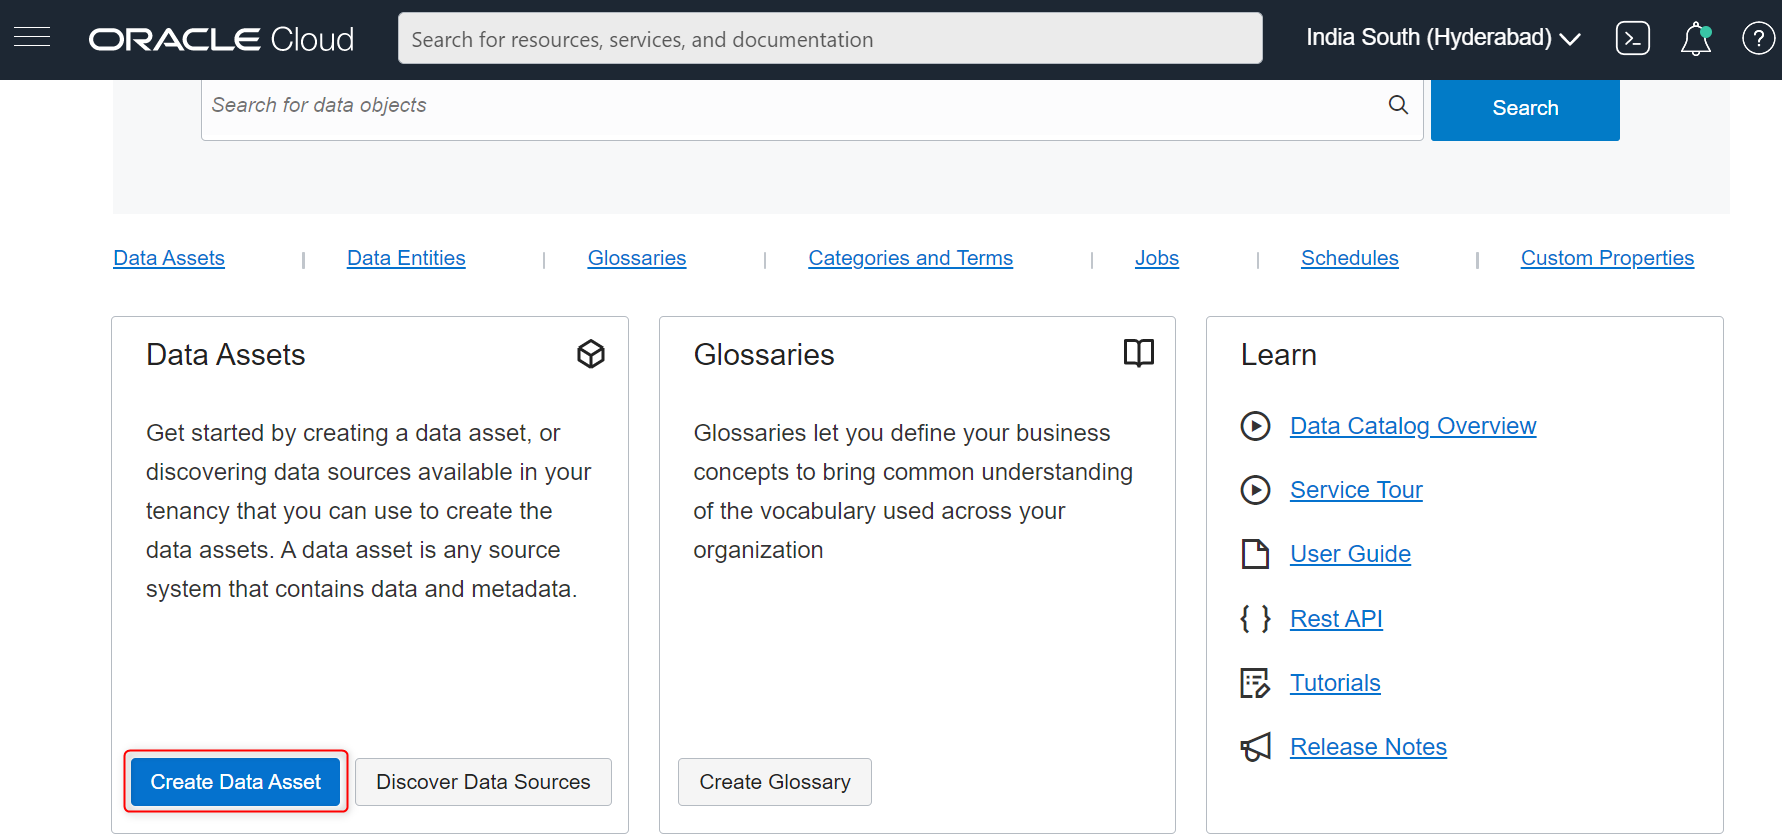 ORACLE Cloud
Search for resources, services, and documentation
India South (Hyderabad)
Search for data objects
Search
Data Assets | Data Entities | Glossaries | Categories and Terms | Jobs | Schedules | Custom Properties
Data Assets
Get started by creating a data asset, or
discovering data sources available in your
tenancy that you can use to create the
data assets. A data asset is any source
system that contains data and metadata.
Create Data Asset
Discover Data Sources
Glossaries
Glossaries let you define your business
concepts to bring common understanding
of the vocabulary used across your
organization
Create Glossary
Learn
Data Catalog Overview
Service Tour
User Guide
Rest API
Tutorials
Release Notes